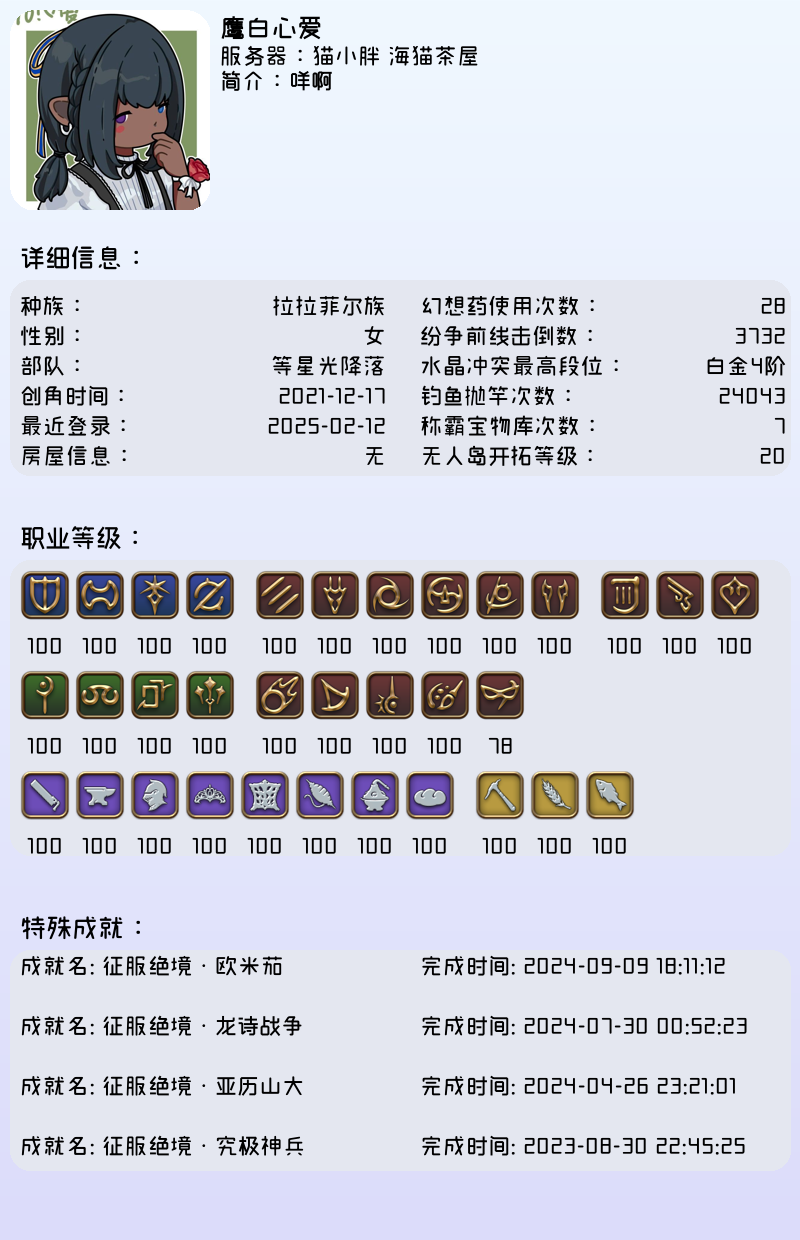 鹰白心爱
服务器：猫小胖 海猫茶屋
简介：咩啊
详细信息：
种族： 拉拉菲尔族 幻想药使用次数： 28
性别： 女 纷争前线击倒数： 3732
部队： 等星光降落 水晶冲突最高段位： 白金4阶
创角时间： 2021-12-17 钓鱼抛竿次数： 24043
最近登录： 2025-02-12 称霸宝物库次数： 7
房屋信息： 无 无人岛开拓等级： 20
职业等级：
100 100 100 100 100 100 100 100 100 100 100 100 100
100 100 100 100 100 100 100 100 78
100 100 100 100 100 100 100 100 100 100 100
特殊成就：
成就名: 征服绝境·欧米茄 完成时间: 2024-09-09 18:11:12
成就名: 征服绝境·龙诗战争 完成时间: 2024-07-30 00:52:23
成就名: 征服绝境·亚历山大 完成时间: 2024-04-26 23:21:01
成就名: 征服绝境·究极神兵 完成时间: 2023-08-30 22:45:25